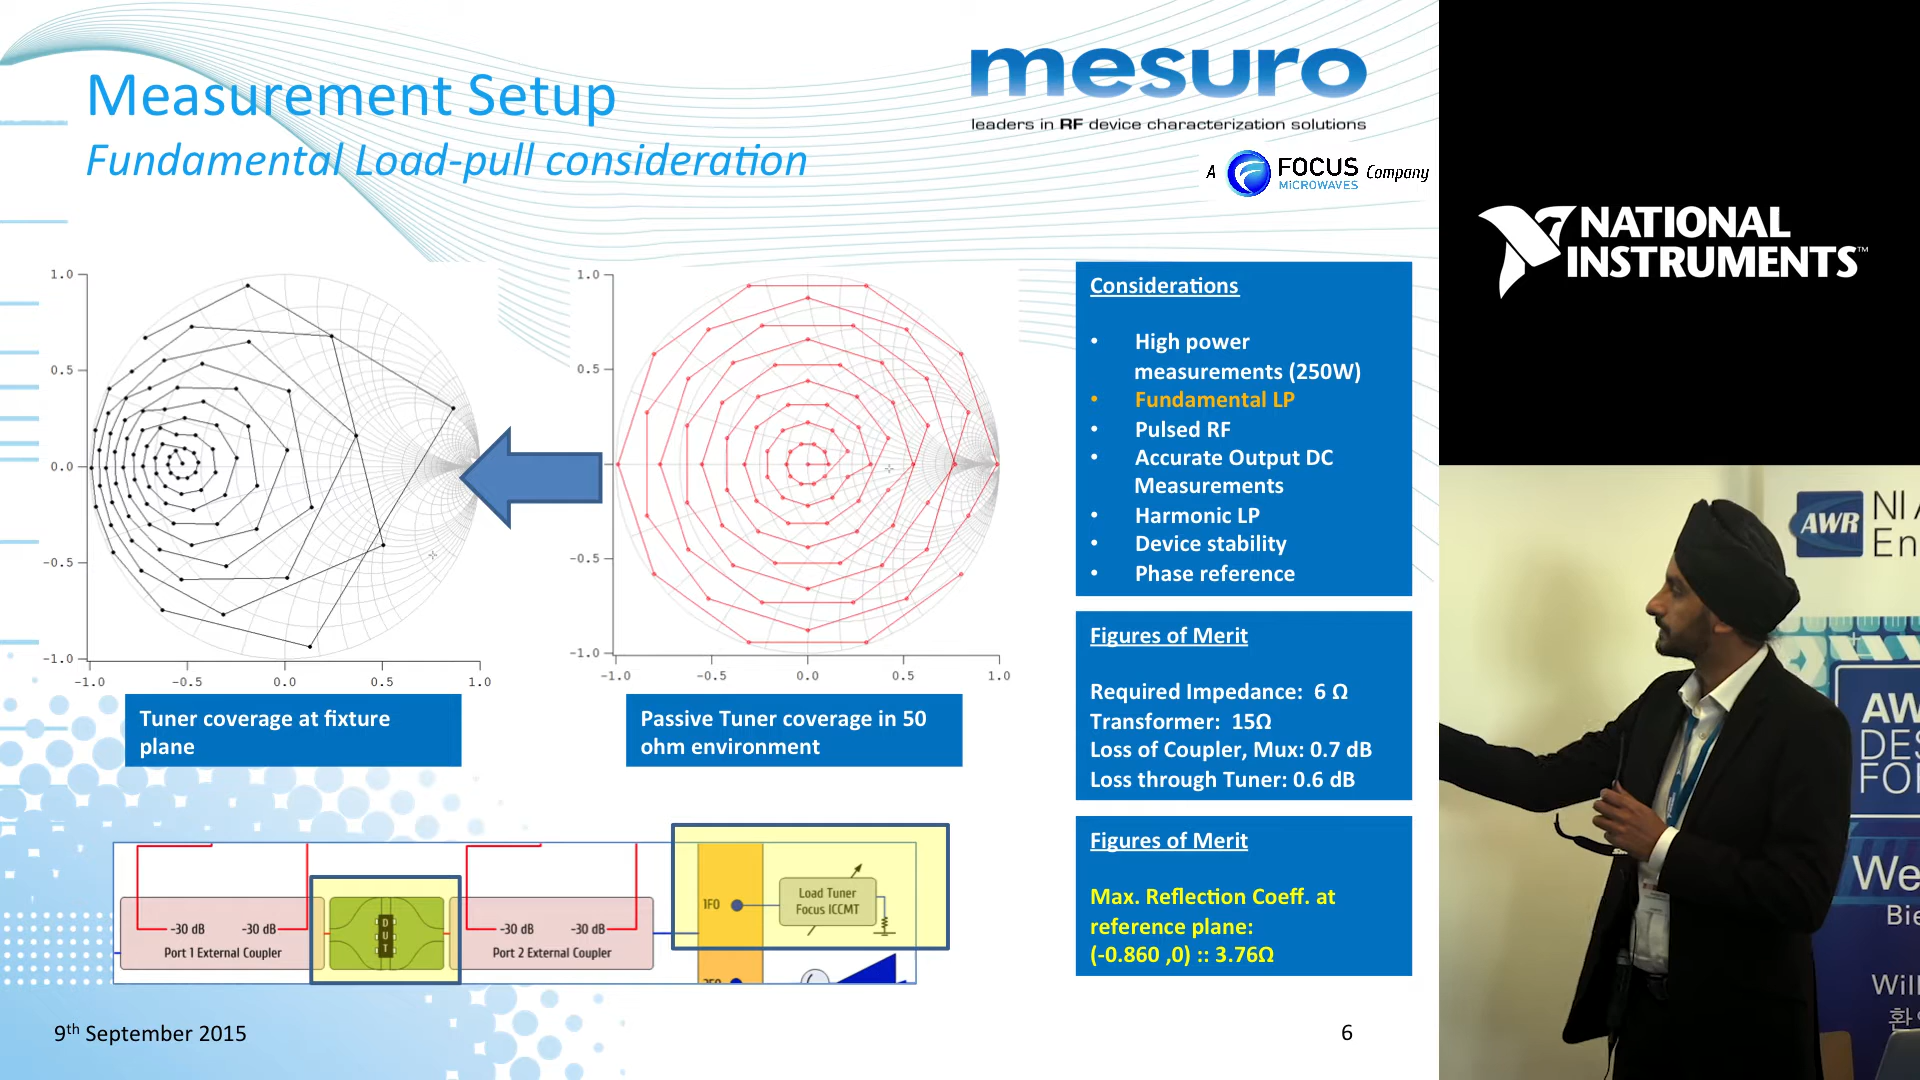 Measurement Setup
Fundamental Load-pull consideration
mesuro
leaders in RF device characterization solutions
A FOCUS MiCROWAVES Company
1.0
0.5
0.0
-0.5
-1.0
-1.0 -0.5 0.0 0.5 1.0
1.0
0.5
-0.5
-1.0
-1.0 -0.5 0.0 0.5 1.0
Tuner coverage at fixture
plane
Passive Tuner coverage in 50
ohm environment
Considerations
• High power
measurements (250W)
• Fundamental LP
• Pulsed RF
• Accurate Output DC
Measurements
• Harmonic LP
• Device stability
• Phase reference
Figures of Merit
Required Impedance: 6 Ω
Transformer: 15Ω
Loss of Coupler, Mux: 0.7 dB
Loss through Tuner: 0.6 dB
Figures of Merit
Max. Reflection Coeff. at
reference plane:
(-0.860 ,0) :: 3.76Ω
-30 dB -30 dB
Port 1 External Coupler
DUT
-30 dB -30 dB
Port 2 External Coupler
1F0
Load Tuner
Focus ICCMT
9th September 2015
6
NATIONAL
INSTRUMENTS™
AWR
NI A
En
AW
DES
FO
We
Bie
Will